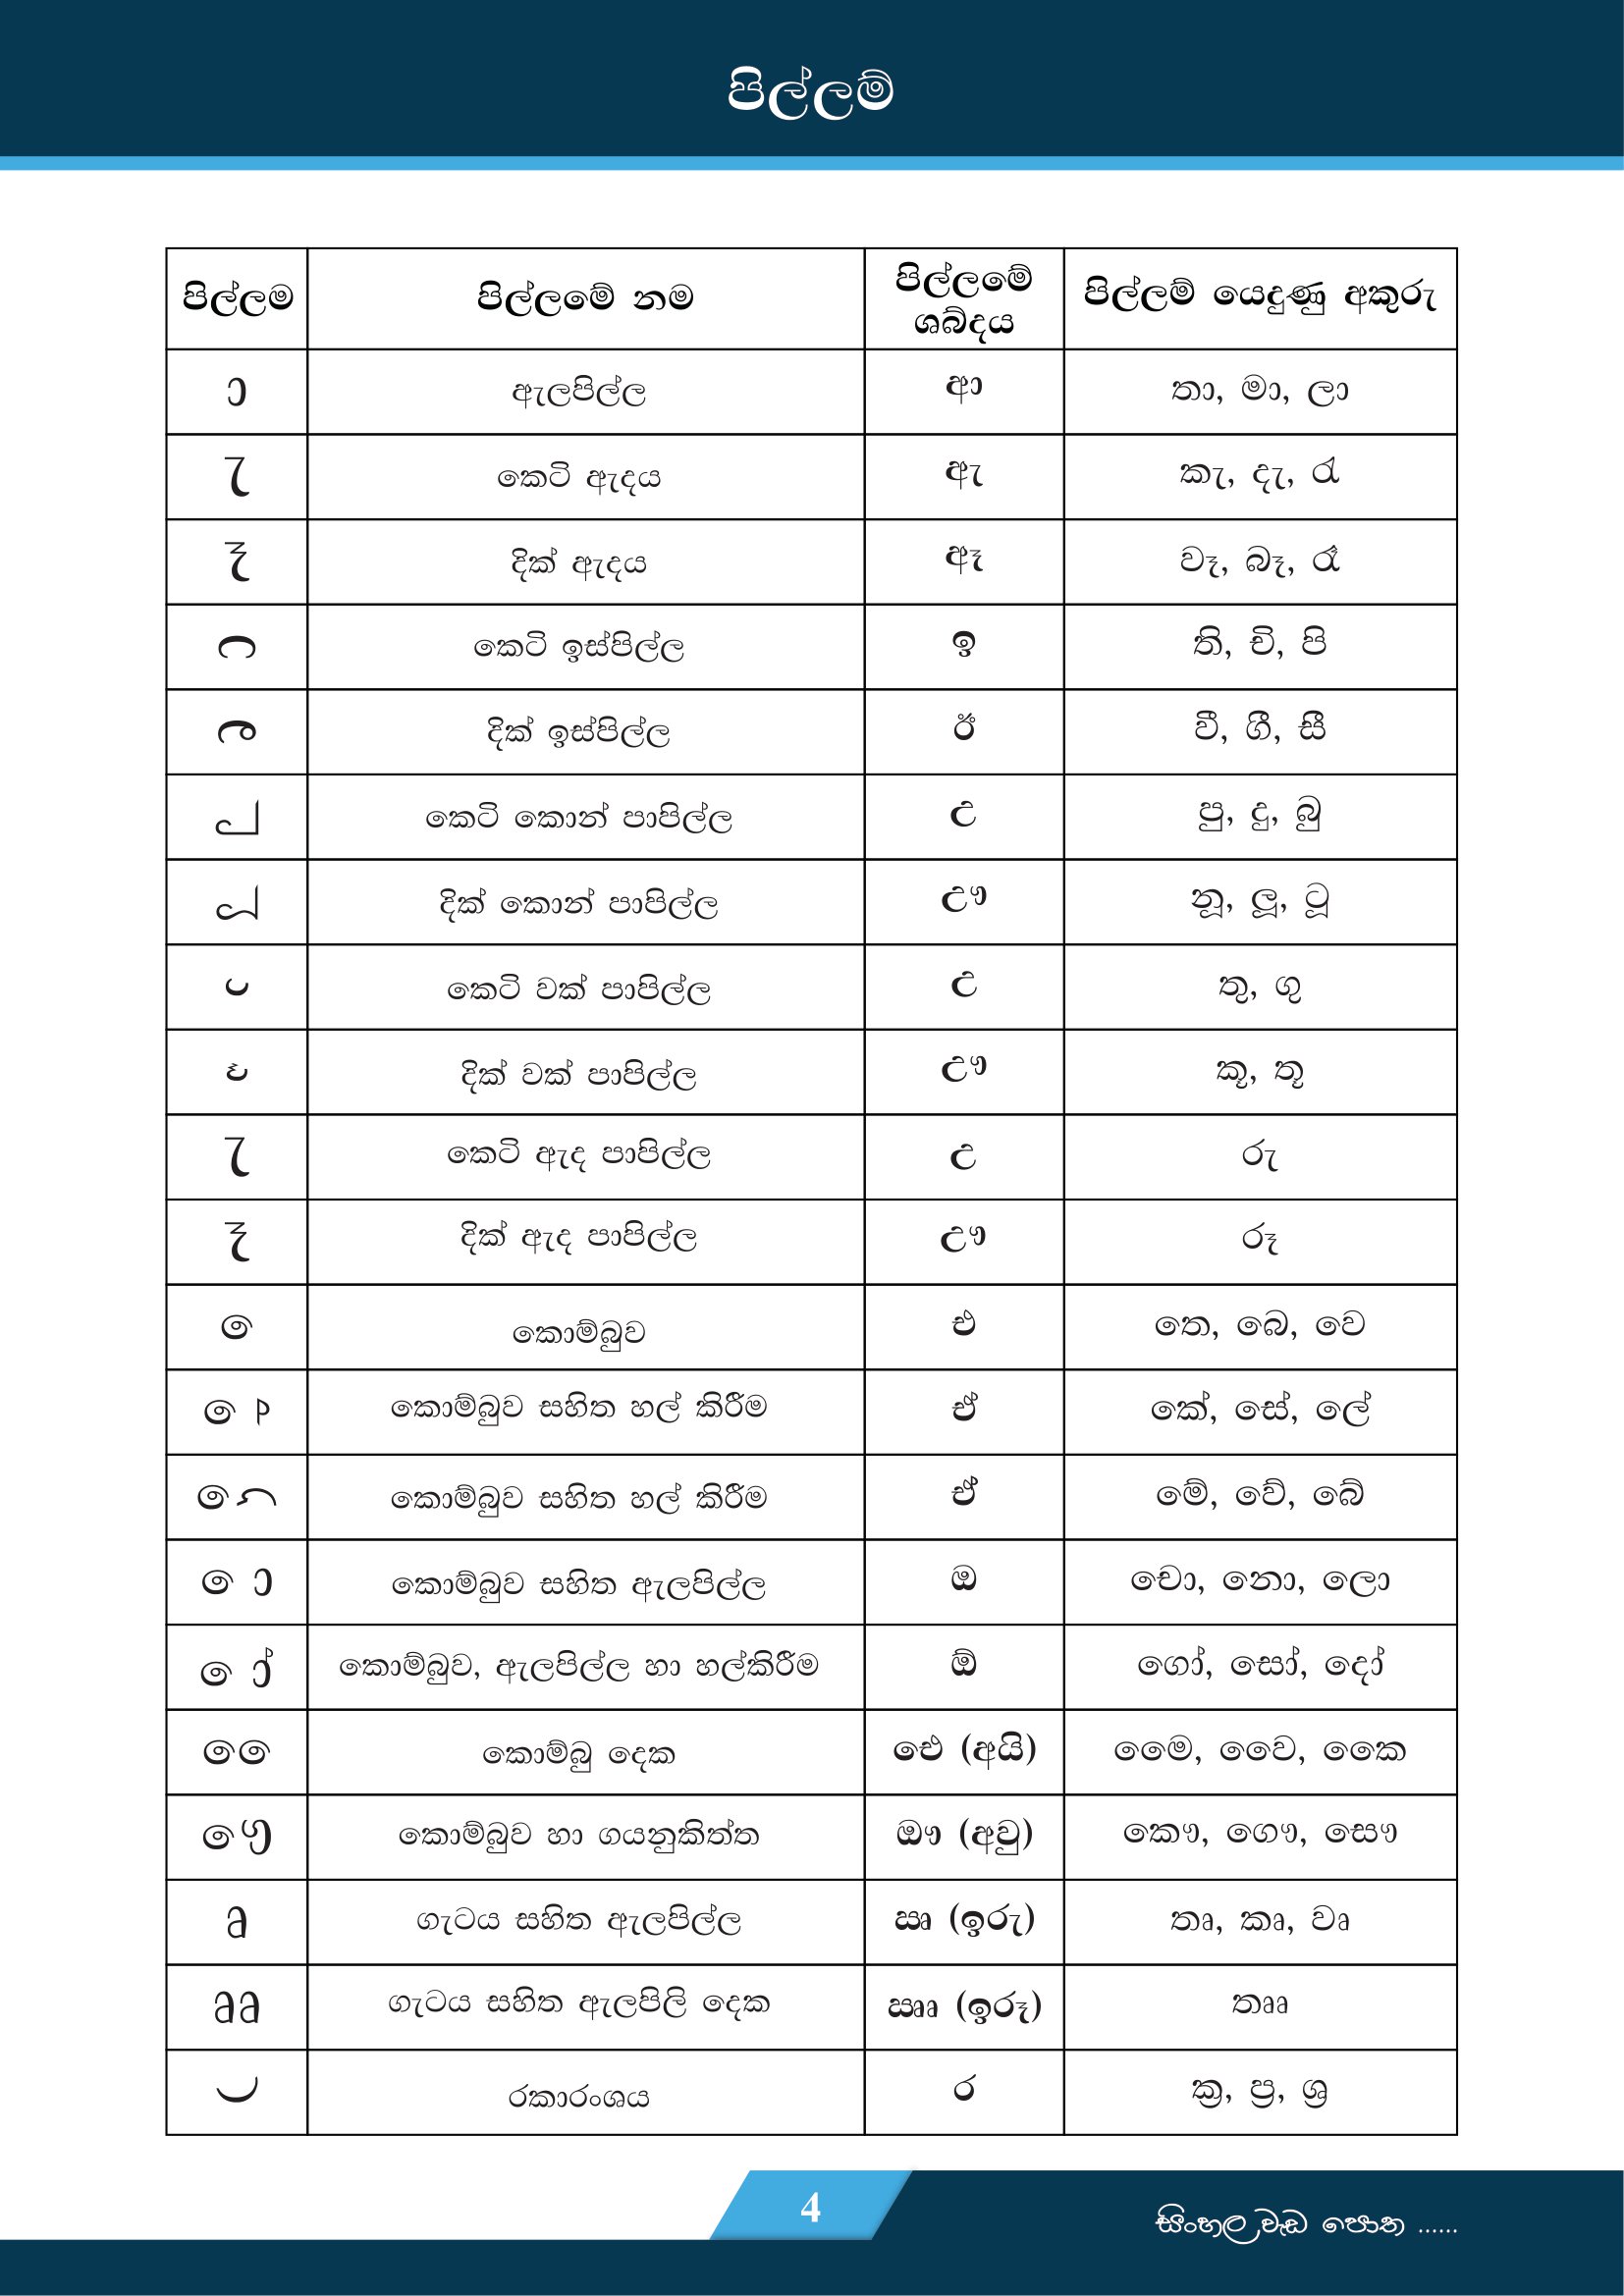 පිල්ලම්
පිල්ලම පිල්ලමේ නම පිල්ලමේ ශබ්දය පිල්ලම් යෙදුණු අකුරු
ා ඇලපිල්ල ආ තා, මා, ලා
ැ කෙටි ඇදය ඇ කැ, දැ, රැ
ෑ දික් ඇදය ඈ වෑ, බෑ, රෑ
ි කෙටි ඉස්පිල්ල ඉ ති, චි, පි
ී දික් ඉස්පිල්ල ඊ වී, ගී, සී
ු කෙටි කොන් පාපිල්ල උ පු, දු, බු
ූ දික් කොන් පාපිල්ල ඌ නූ, ලූ, ටූ
ු කෙටි වක් පාපිල්ල උ තු, ගු
ූ දික් වක් පාපිල්ල ඌ කූ, තූ
ැ කෙටි ඇද පාපිල්ල උ රු
ෑ දික් ඇද පාපිල්ල ඌ රූ
ෙ කොම්බුව එ තෙ, බෙ, වෙ
ෙ ් කොම්බුව සහිත හල් කිරීම ඒ කේ, සේ, ලේ
ෙ ් කොම්බුව සහිත හල් කිරීම ඒ මේ, වේ, බේ
ෙ ා කොම්බුව සහිත ඇලපිල්ල ඔ චො, නො, ලො
ෙ ා් කොම්බුව, ඇලපිල්ල හා හල්කිරීම ඕ ගෝ, සෝ, දෝ
ෛ කොම්බු දෙක ඓ (අයි) මෛ, වෛ, කෛ
ෞ කොම්බුව හා ගයනුකිත්ත ඖ (අවු) කෞ, ගෞ, සෞ
ෘ ගැටය සහිත ඇලපිල්ල ඍ (ඉරු) තෘ, කෘ, වෘ
ෲ ගැටය සහිත ඇලපිලි දෙක ඎ (ඉරූ) තෲ
‍්‍ර රකාරංශය ර ක්‍ර, ප්‍ර, ශ්‍ර
4
සිංහල වැඩ පොත ......